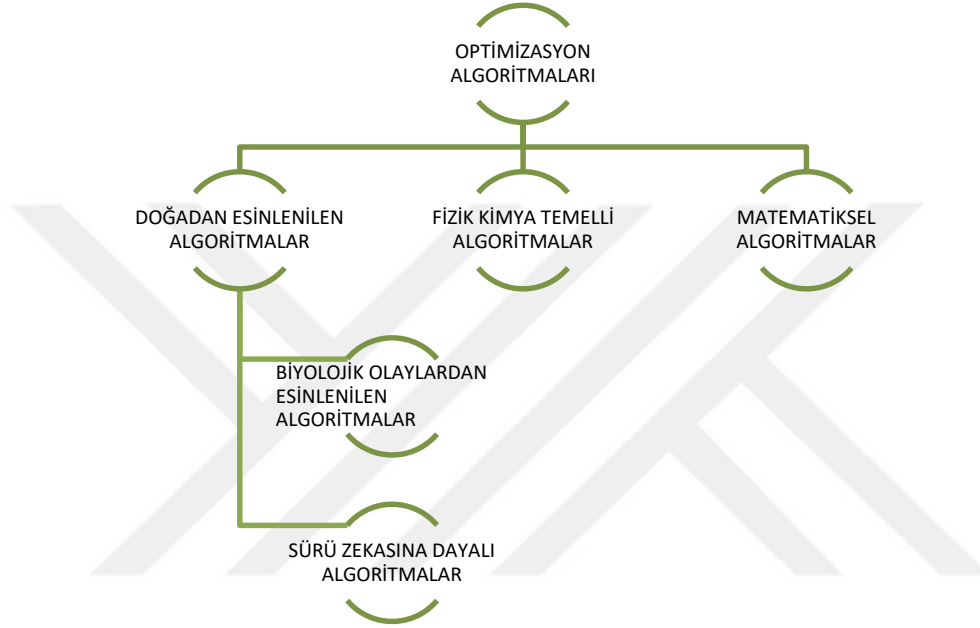 OPTİMİZASYON
ALGORİTMALARI
DOĞADAN ESİNLENİLEN
ALGORİTMALAR
FİZİK KİMYA TEMELLİ
ALGORİTMALAR
MATEMATİKSEL
ALGORİTMALAR
BİYOLOJİK OLAYLARDAN
ESİNLENİLEN
ALGORİTMALAR
SÜRÜ ZEKASINA DAYALI
ALGORİTMALAR